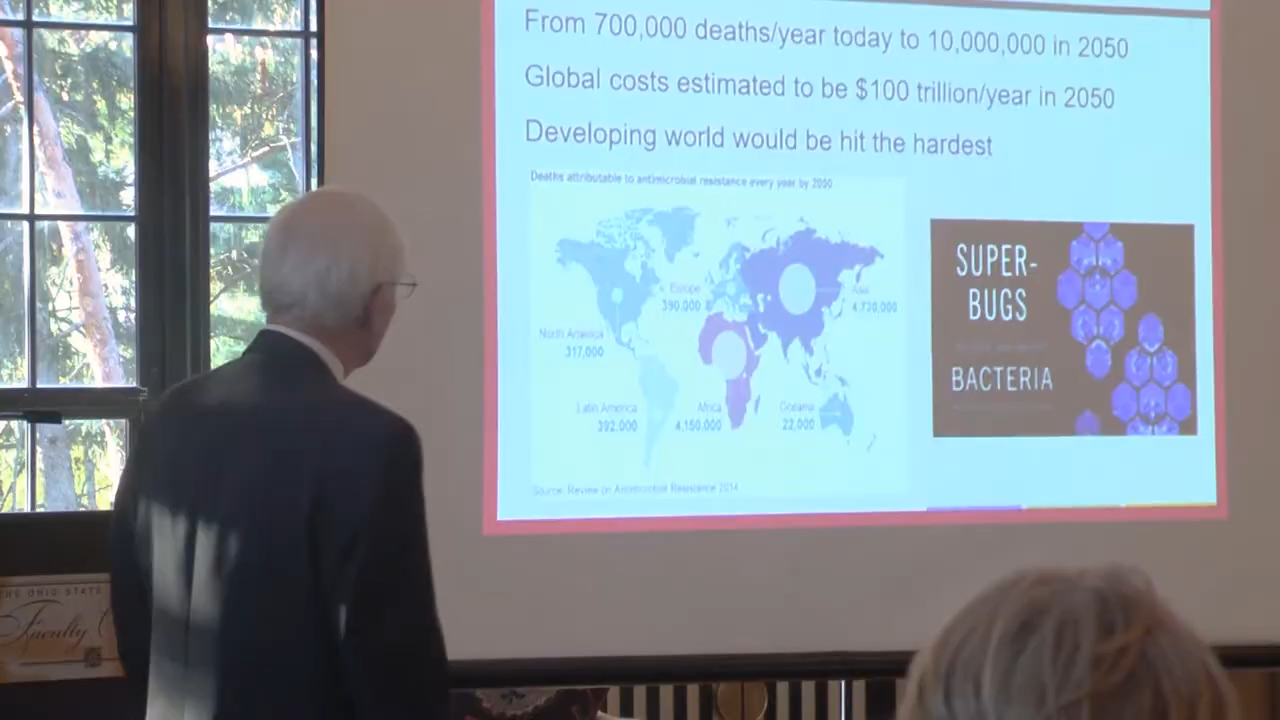 From 700,000 deaths/year today to 10,000,000 in 2050
Global costs estimated to be $100 trillion/year in 2050
Developing world would be hit the hardest
Deaths attributable to antimicrobial resistance every year by 2050
Europe
390,000
Asia
4,730,000
North America
317,000
Latin America
392,000
Africa
4,150,000
Oceania
22,000
Source: Review on Antimicrobial Resistance 2014
SUPER-
BUGS
BACTERIA
THE OHIO STATE
Faculty